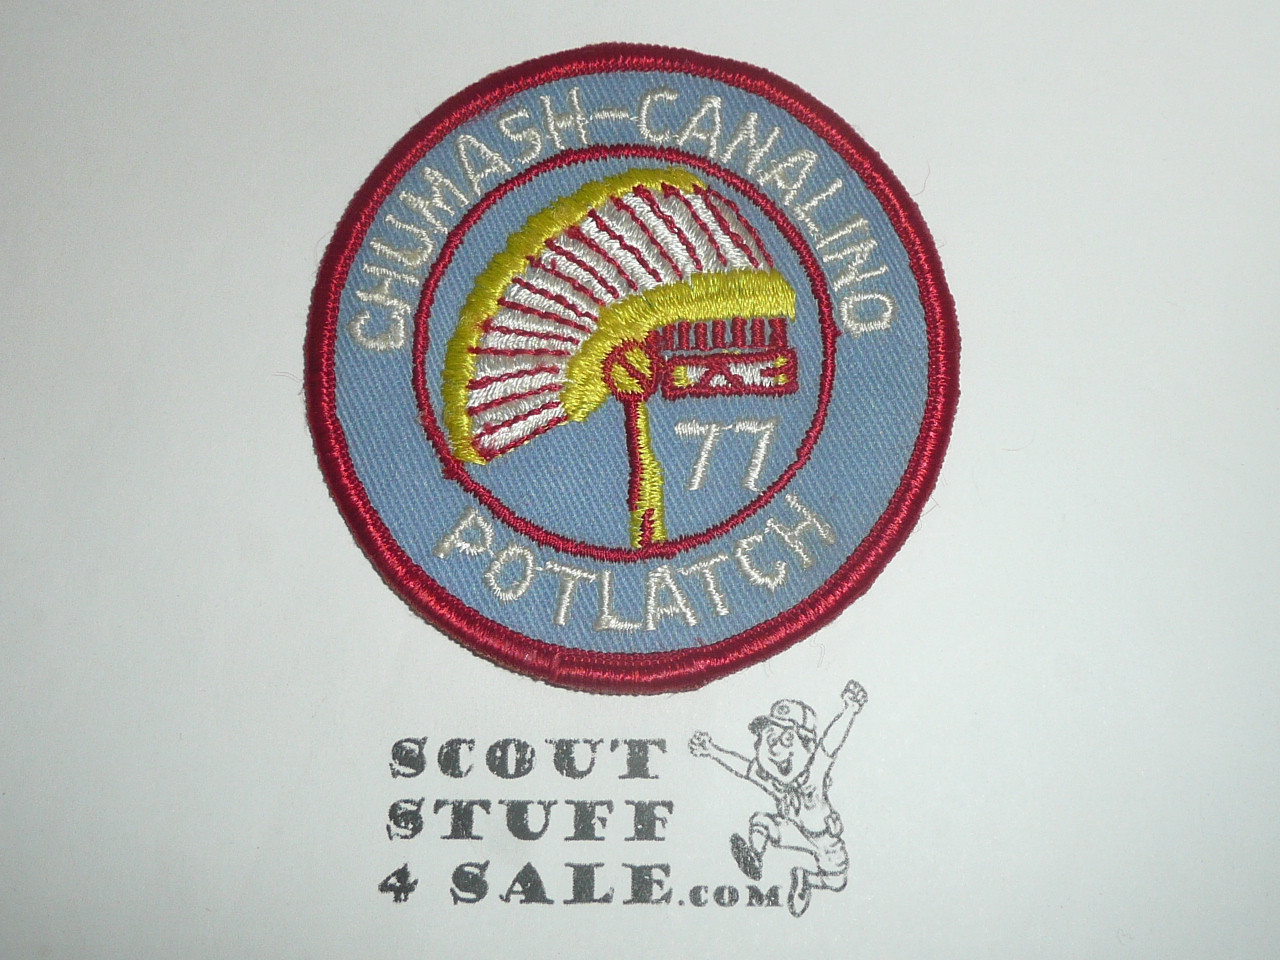 CHUMASH-CANALINO
77
POTLATCH
SCOUT
STUFF
4 SALE.COM